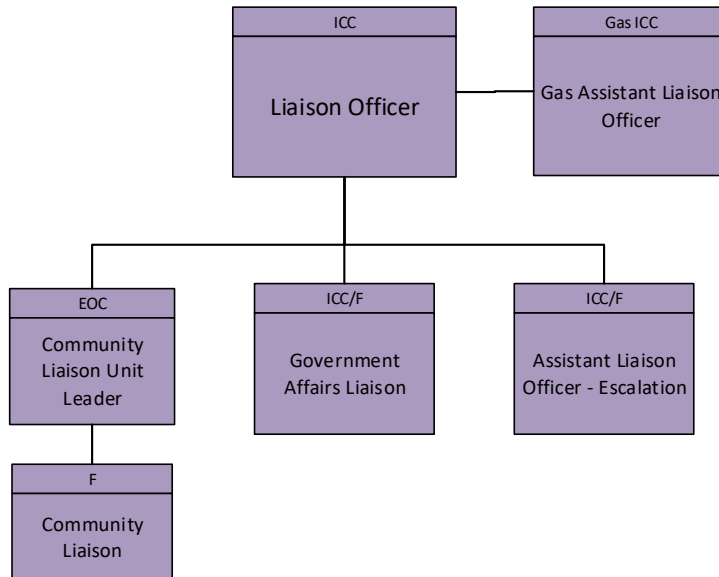 ICC
Liaison Officer
Gas ICC
Gas Assistant Liaison
Officer
EOC
Community
Liaison Unit
Leader
ICC/F
Government
Affairs Liaison
ICC/F
Assistant Liaison
Officer - Escalation
F
Community
Liaison